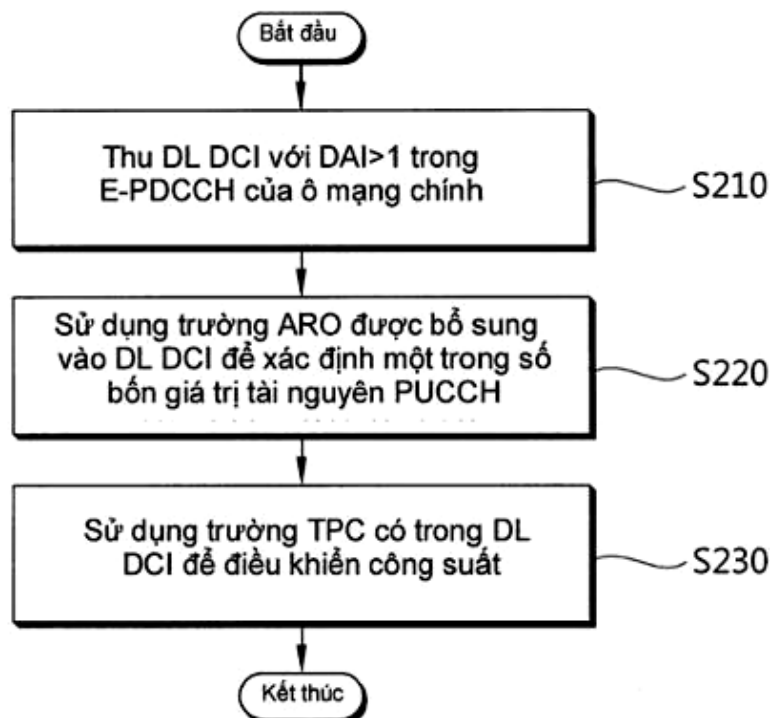 Bắt đầu
Thu DL DCI với DAI>1 trong
E-PDCCH của ô mạng chính
S210
Sử dụng trường ARO được bổ sung
vào DL DCI để xác định một trong số
bốn giá trị tài nguyên PUCCH
S220
Sử dụng trường TPC có trong DL
DCI để điều khiển công suất
S230
Kết thúc